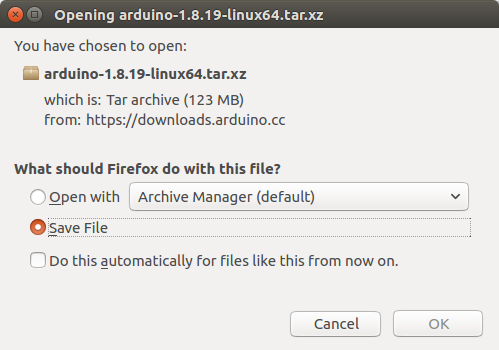 Opening arduino-1.8.19-linux64.tar.xz
You have chosen to open:
arduino-1.8.19-linux64.tar.xz
which is: Tar archive (123 MB)
from: https://downloads.arduino.cc
What should Firefox do with this file?
Open with Archive Manager (default)
Save File
Do this automatically for files like this from now on.
Cancel OK